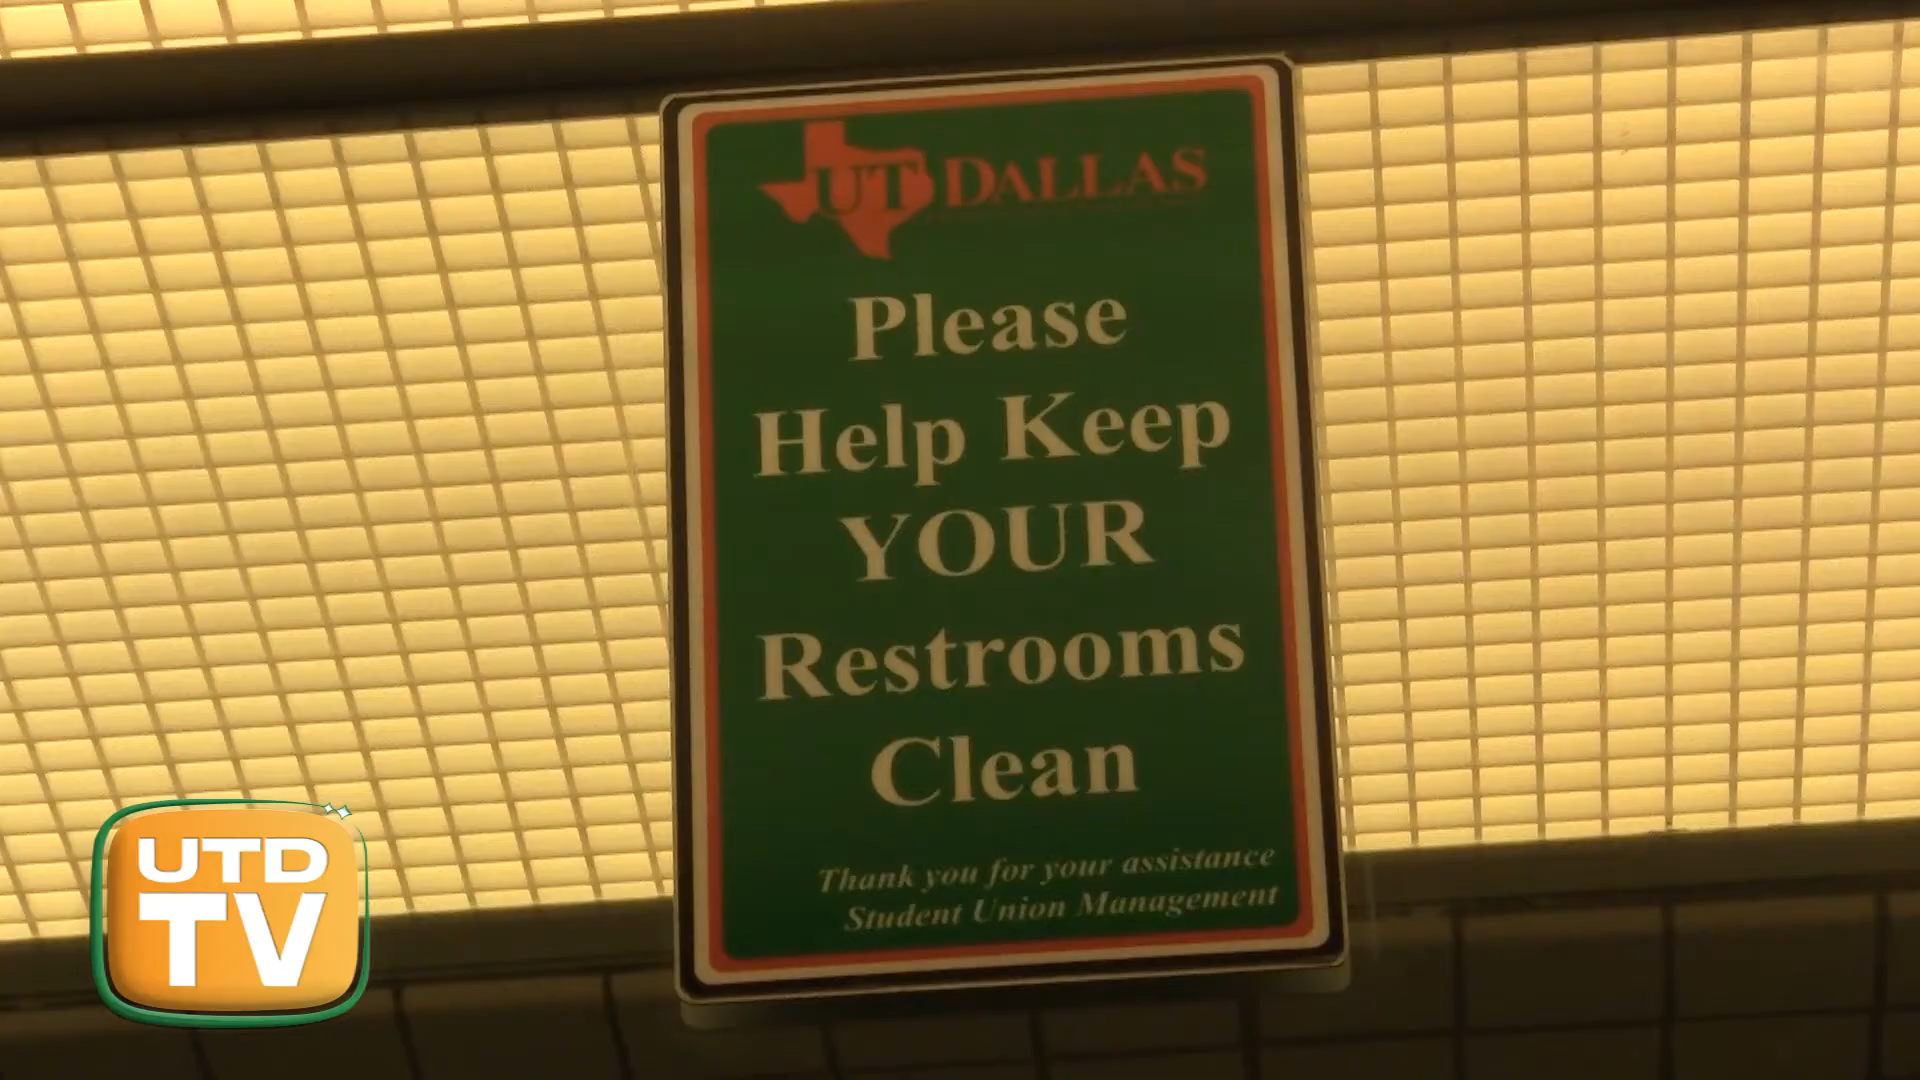 UT DALLAS
Please
Help Keep
YOUR
Restrooms
Clean
Thank you for your assistance
Student Union Management
UTD
TV